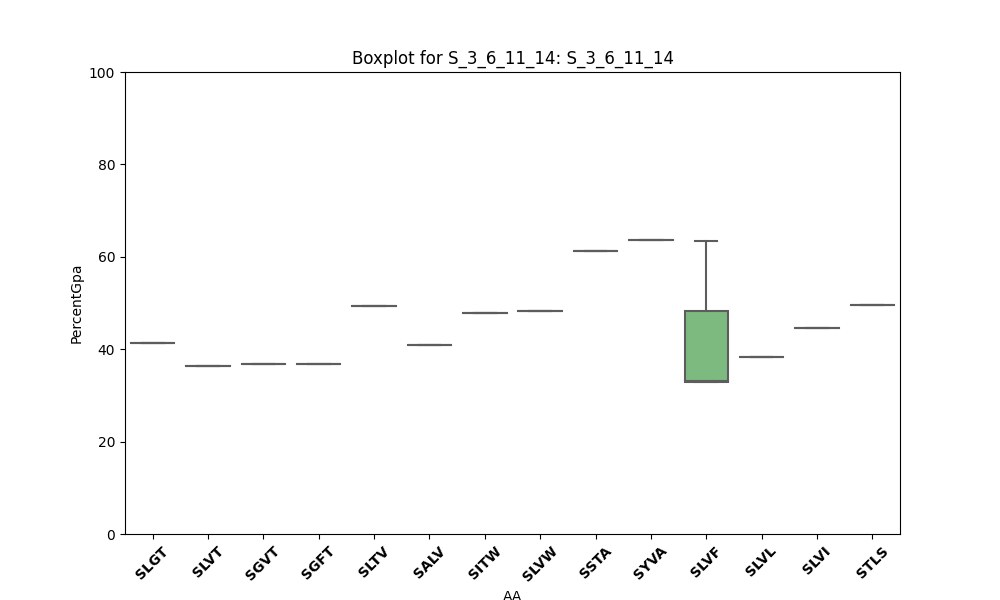 Boxplot for S_3_6_11_14: S_3_6_11_14
100
80
60
40
20
0
PercentGpa
SLGT SLVT SGVT SGFT SLTV SALV SITW SLVW SSTA SYVA SLVF SLVL SLVI STLS
AA